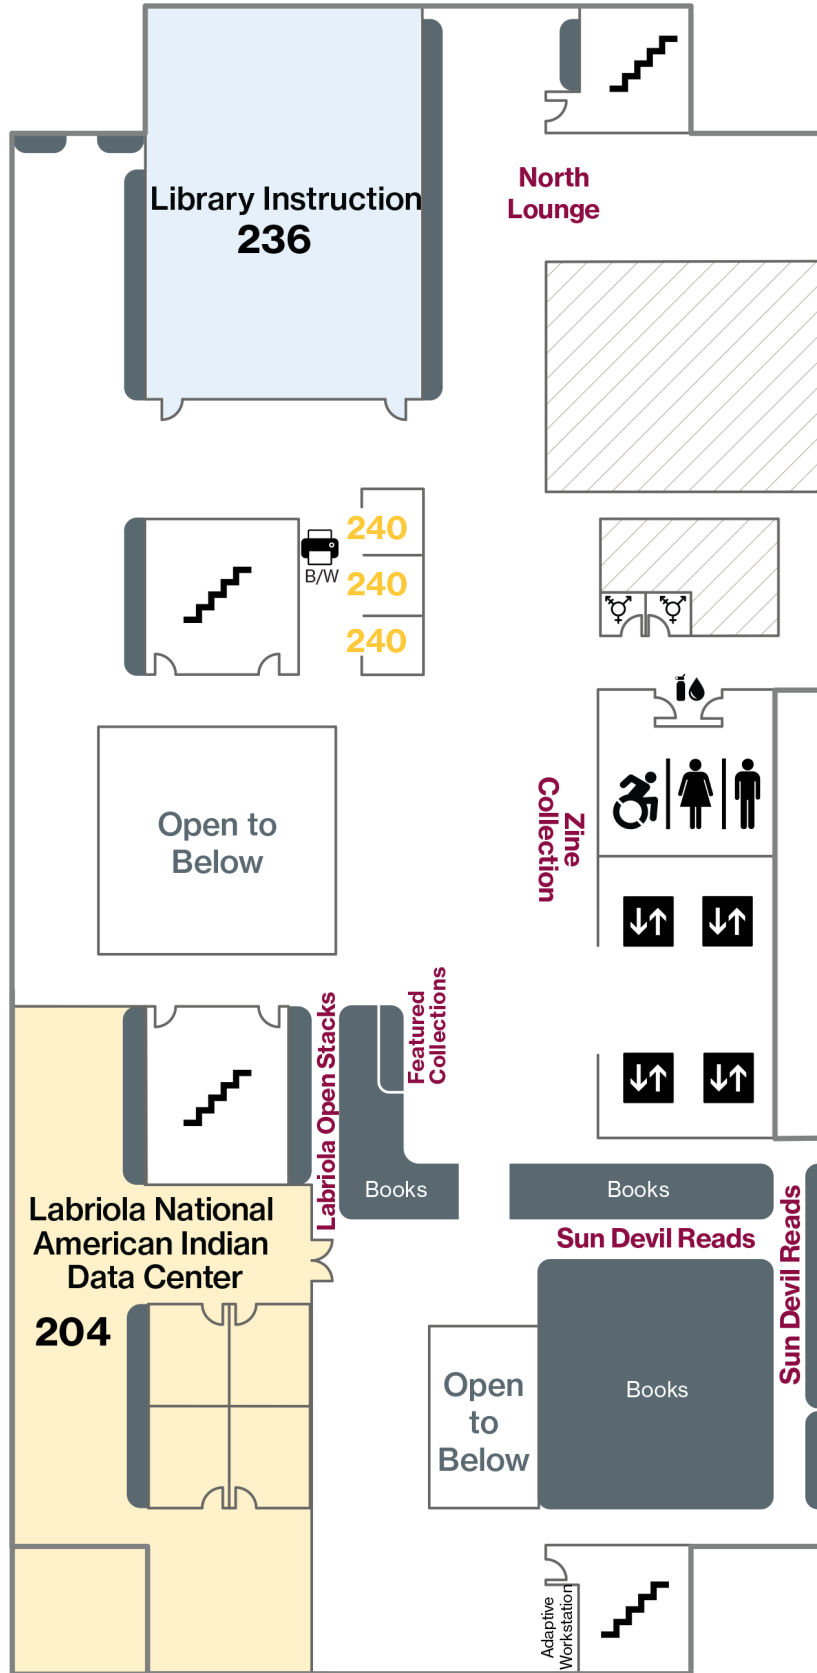 Library Instruction
236
North
Lounge
240
B/W
240
240
Open to
Below
Zine
Collection
Labriola Open Stacks
Featured
Collections
Books
Books
Labriola National
American Indian
Data Center
204
Sun Devil Reads
Sun Devil Reads
Open
to
Below
Books
Adaptive
Workstation